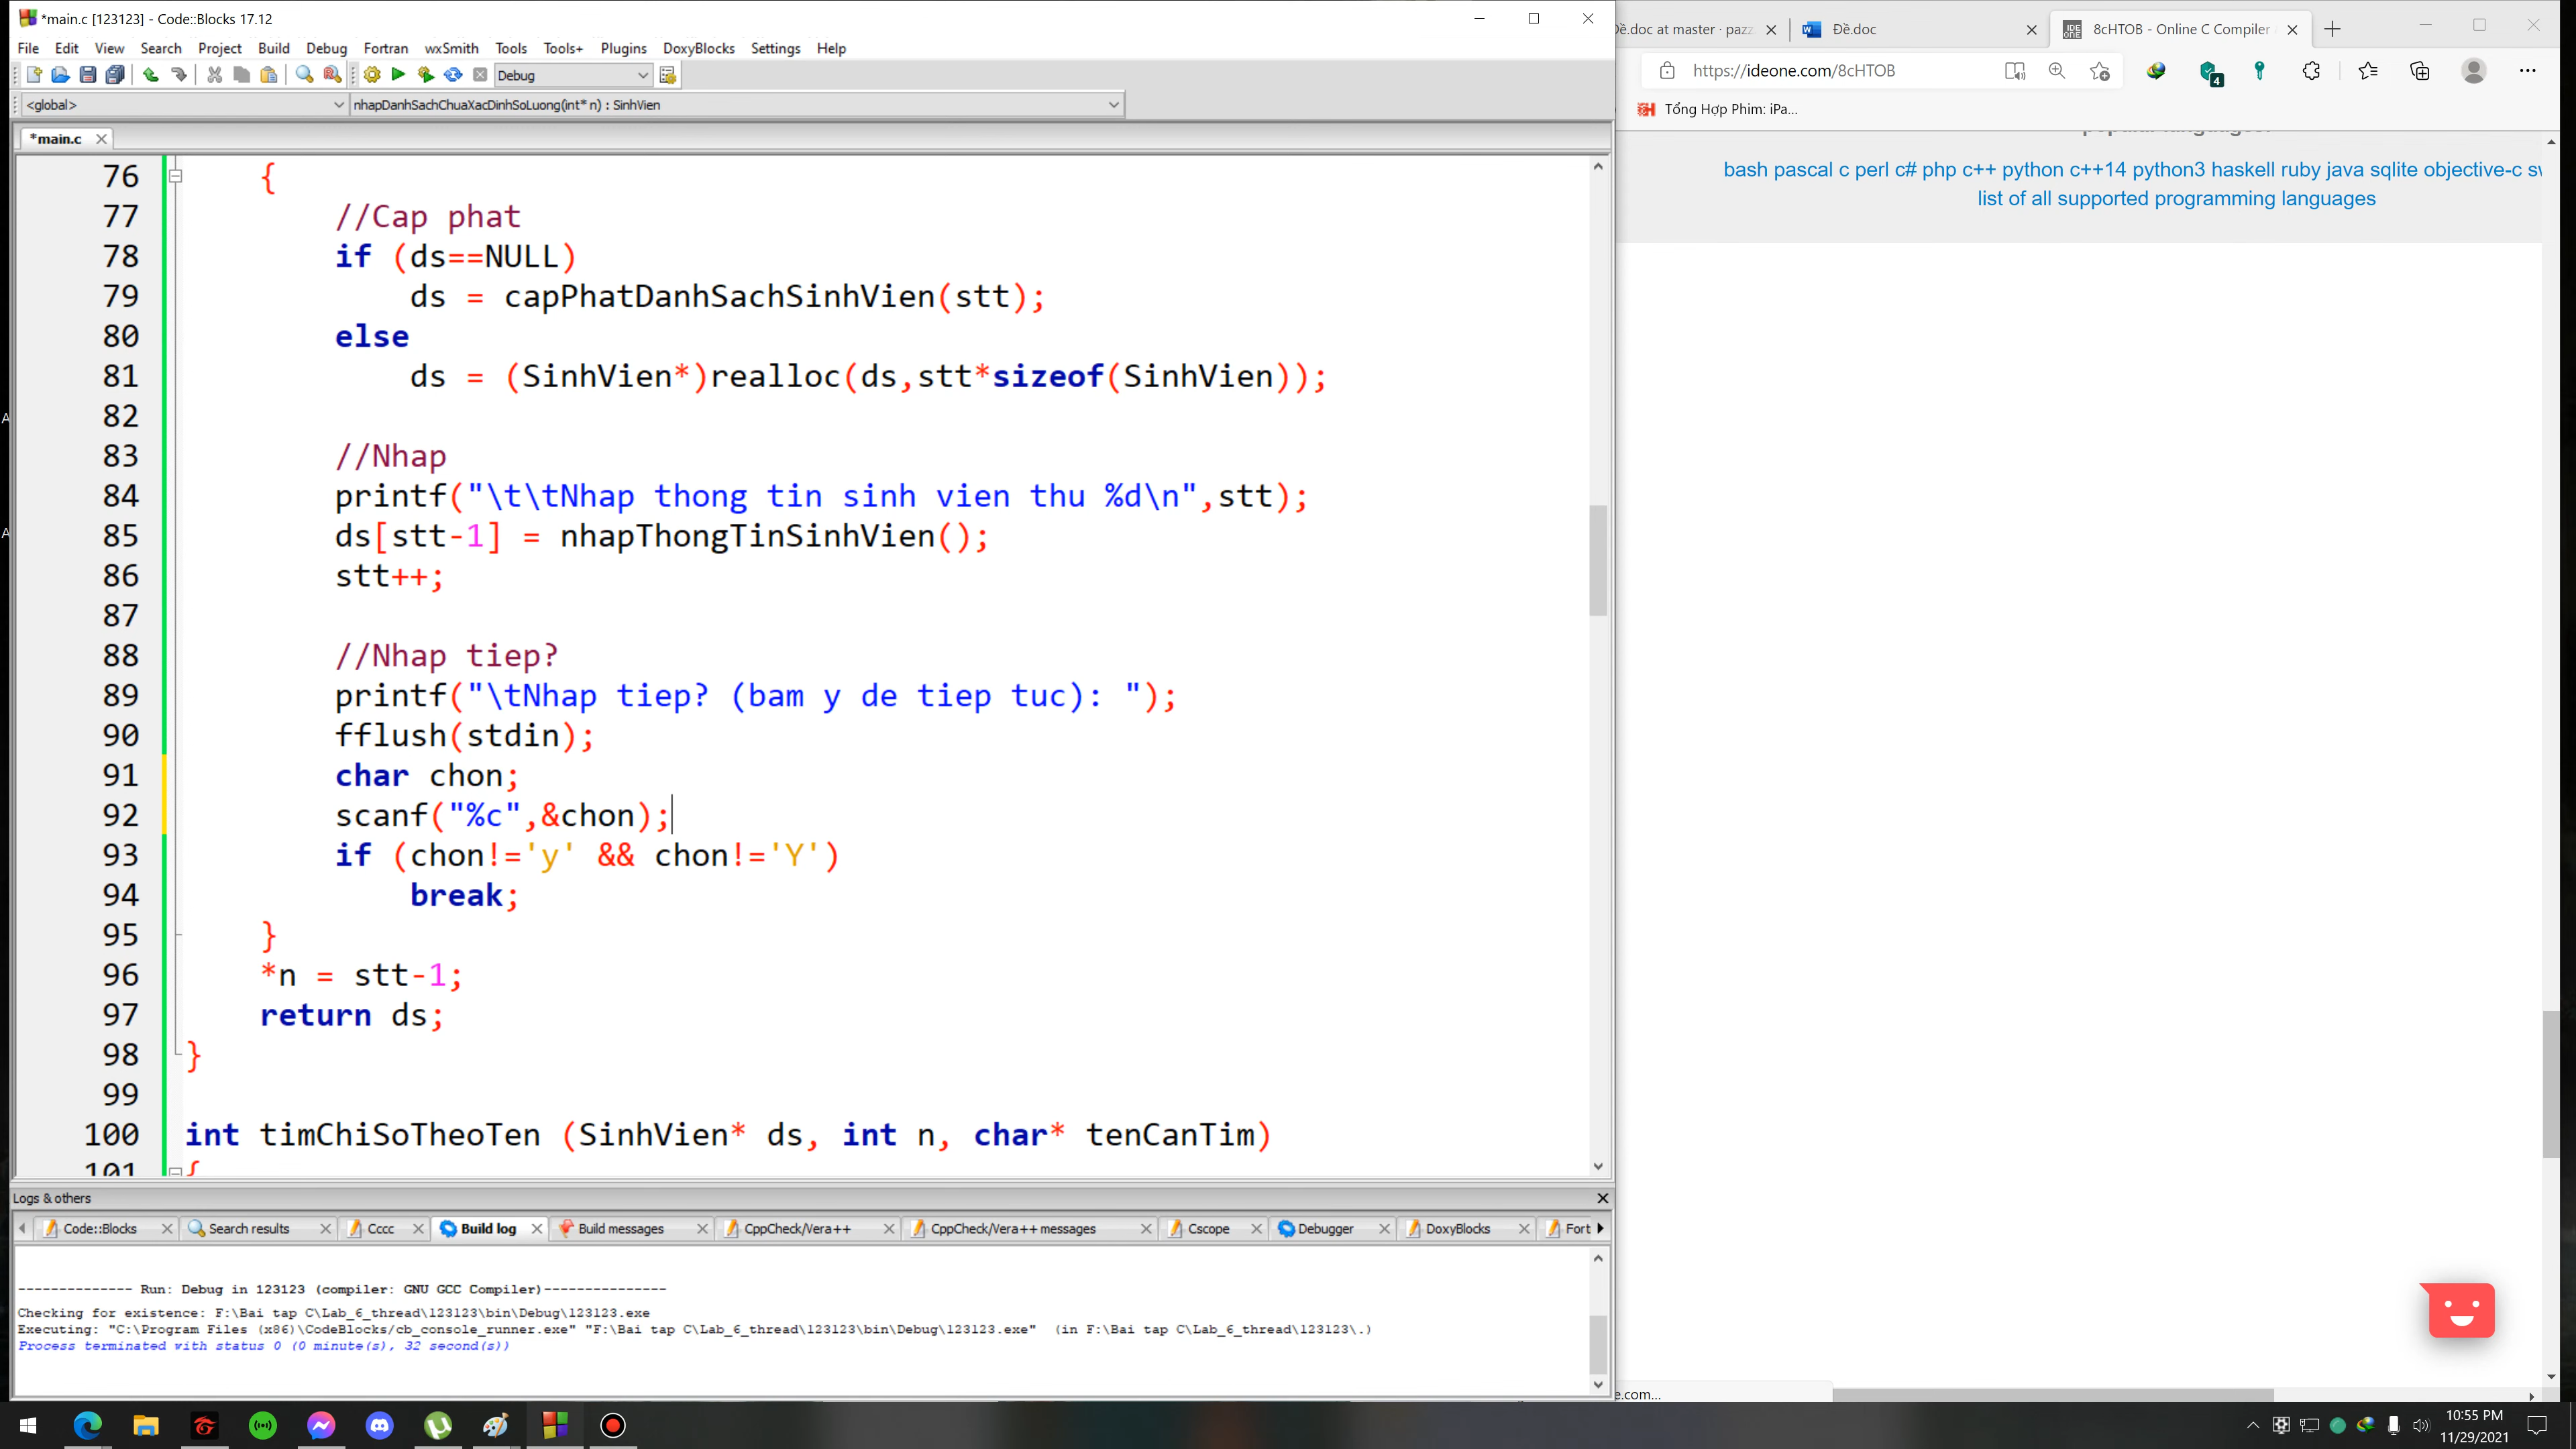 *main.c [123123] - Code::Blocks 17.12
File Edit View Search Project Build Debug Fortran wxSmith Tools Tools+ Plugins DoxyBlocks Settings Help
Debug
<global>
nhapDanhSachChuaXacDinhSoLuong(int* n) : SinhVien
*main.c
76 {
77 //Cap phat
78 if (ds==NULL)
79 ds = capPhatDanhSachSinhVien(stt);
80 else
81 ds = (SinhVien*)realloc(ds,stt*sizeof(SinhVien));
82
83 //Nhap
84 printf("\t\tNhap thong tin sinh vien thu %d\n",stt);
85 ds[stt-1] = nhapThongTinSinhVien();
86 stt++;
87
88 //Nhap tiep?
89 printf("\tNhap tiep? (bam y de tiep tuc): ");
90 fflush(stdin);
91 char chon;
92 scanf("%c",&chon);
93 if (chon!='y' && chon!='Y')
94 break;
95 }
96 *n = stt-1;
97 return ds;
98 }
99
100 int timChiSoTheoTen (SinhVien* ds, int n, char* tenCanTim)
101 {
Logs & others
Code::Blocks Search results Cccc Build log Build messages CppCheck/Vera++ CppCheck/Vera++ messages Cscope Debugger DoxyBlocks Fort
-------------- Run: Debug in 123123 (compiler: GNU GCC Compiler)---------------
Checking for existence: F:\Bai tap C\Lab_6_thread\123123\bin\Debug\123123.exe
Executing: "C:\Program Files (x86)\CodeBlocks/cb_console_runner.exe" "F:\Bai tap C\Lab_6_thread\123123\bin\Debug\123123.exe" (in F:\Bai tap C\Lab_6_thread\123123\.)
Process terminated with status 0 (0 minute(s), 32 second(s))
Đề.doc at master · pazz
Đề.doc
8cHTOB - Online C Compiler
https://ideone.com/8cHTOB
4
Tổng Hợp Phim: iPa...
popular languages:
bash pascal c perl c# php c++ python c++14 python3 haskell ruby java sqlite objective-c sw
list of all supported programming languages
e.com...
10:55 PM
11/29/2021